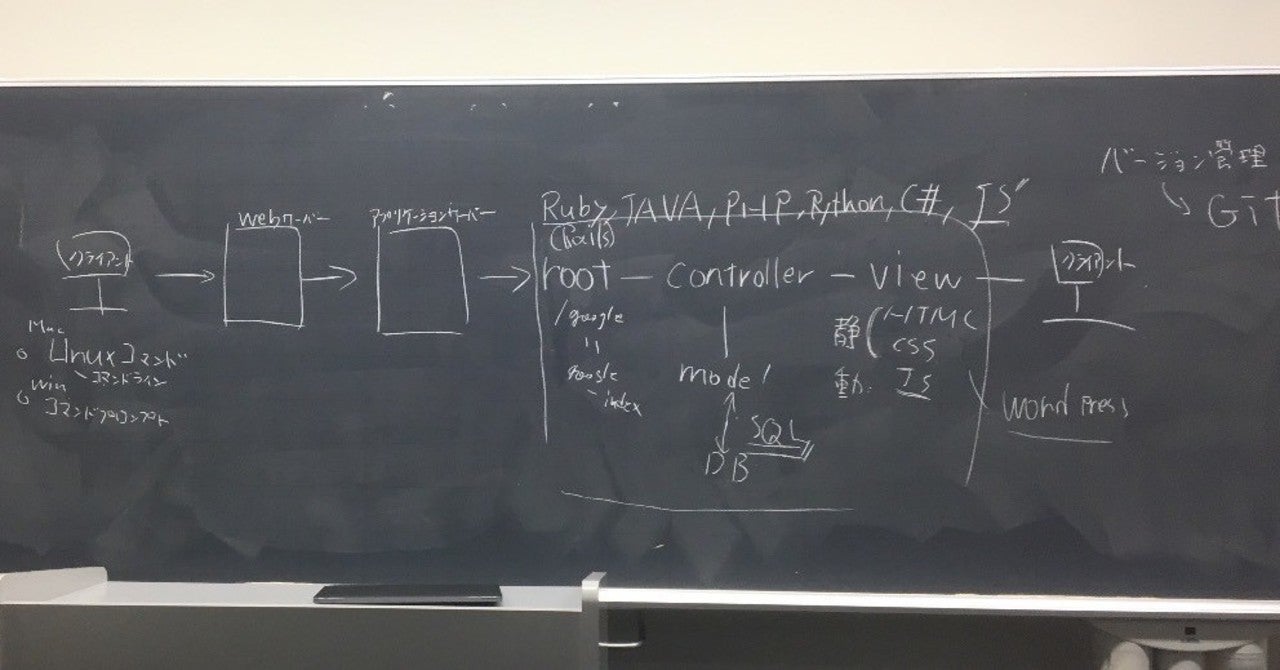 クライアント
Mac
Linuxコマンド
コマンドライン
Win
コマンドプロンプト
Webサーバー
アプリケーションサーバー
Ruby, JAVA, PHP, Python, C#, JS
(Rails)
root — controller — view
/google
google
index
model
SQL
DB
静 HTML
CSS
動 JS
クライアント
Word Press
バージョン管理
GIT